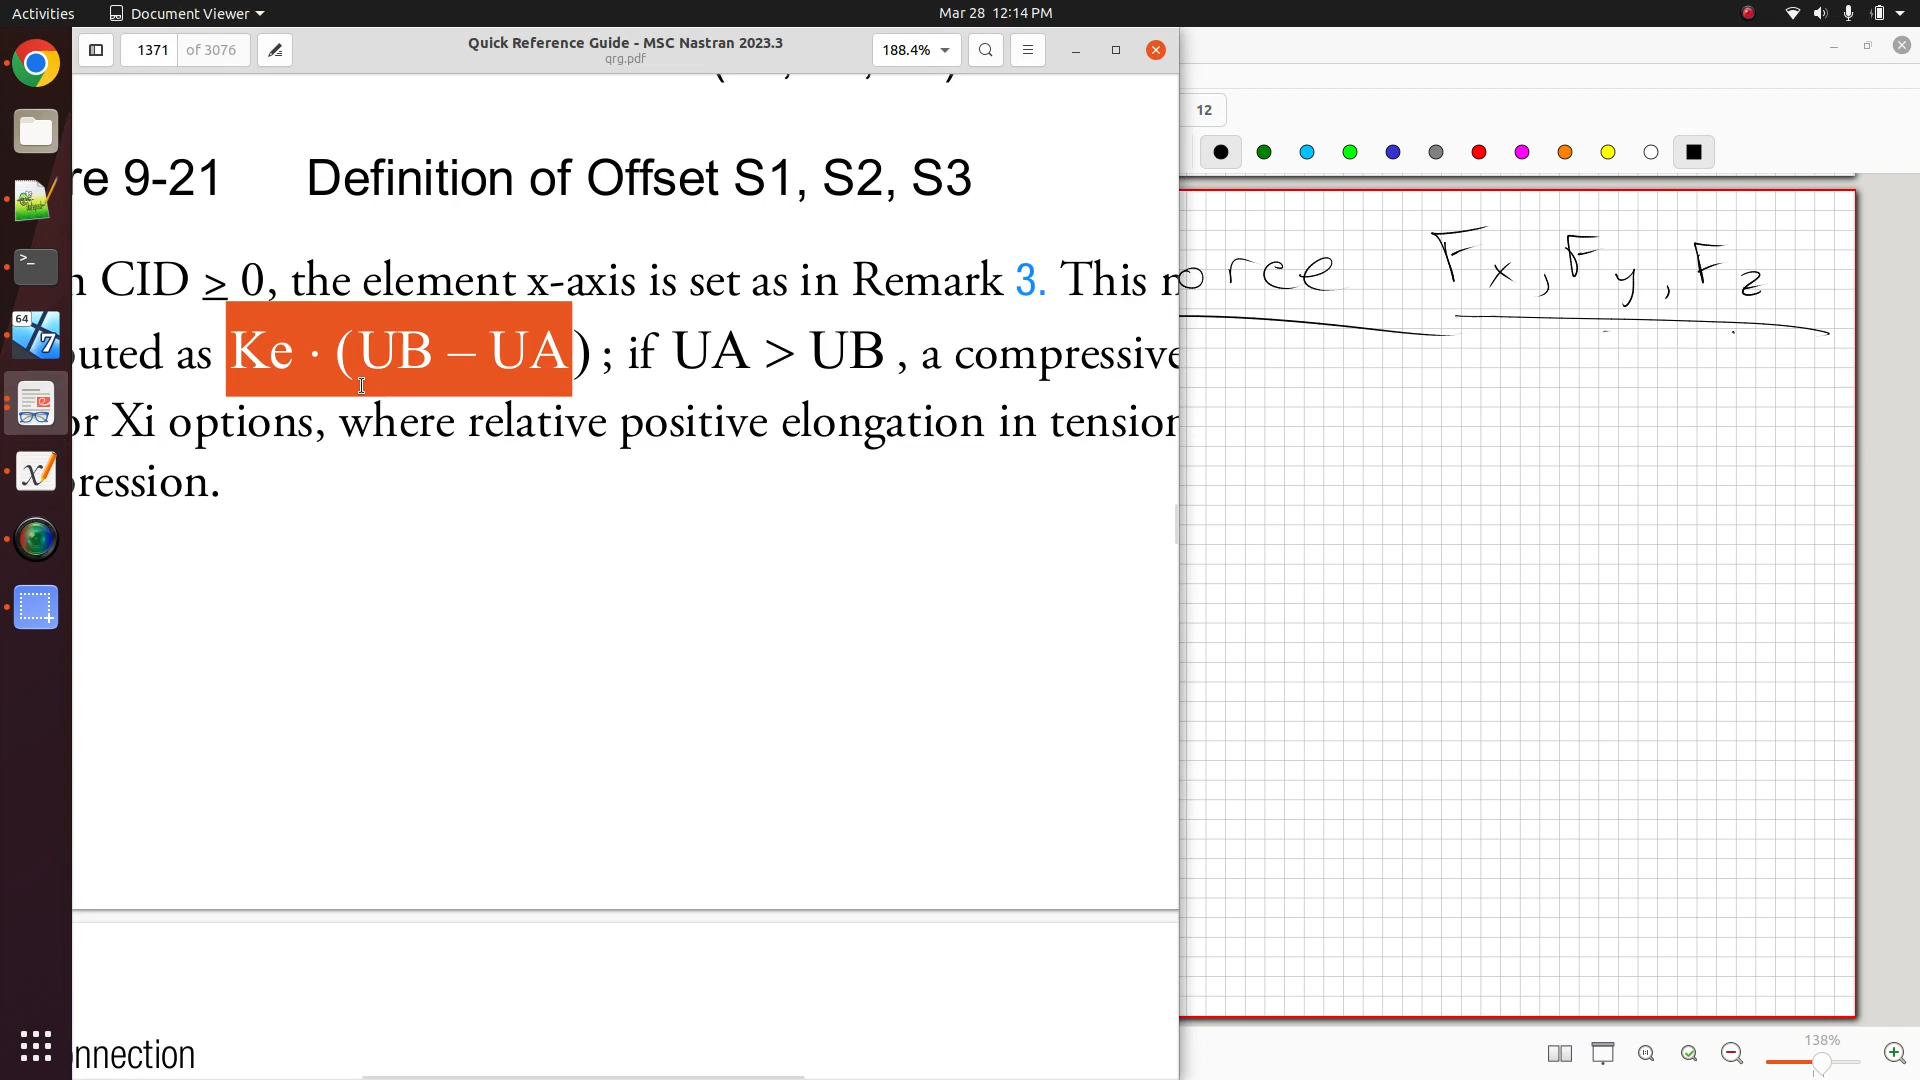 Activities
Document Viewer
Mar 28 12:14 PM
1371 of 3076
Quick Reference Guide - MSC Nastran 2023.3
qrg.pdf
188.4%
12
re 9-21 Definition of Offset S1, S2, S3
CID ≥ 0, the element x-axis is set as in Remark 3. This
uted as Ke · (UB – UA) ; if UA > UB , a compressive
or Xi options, where relative positive elongation in tension
pression.
nnection
orce Fx, Fy, Fz
64
7
138%